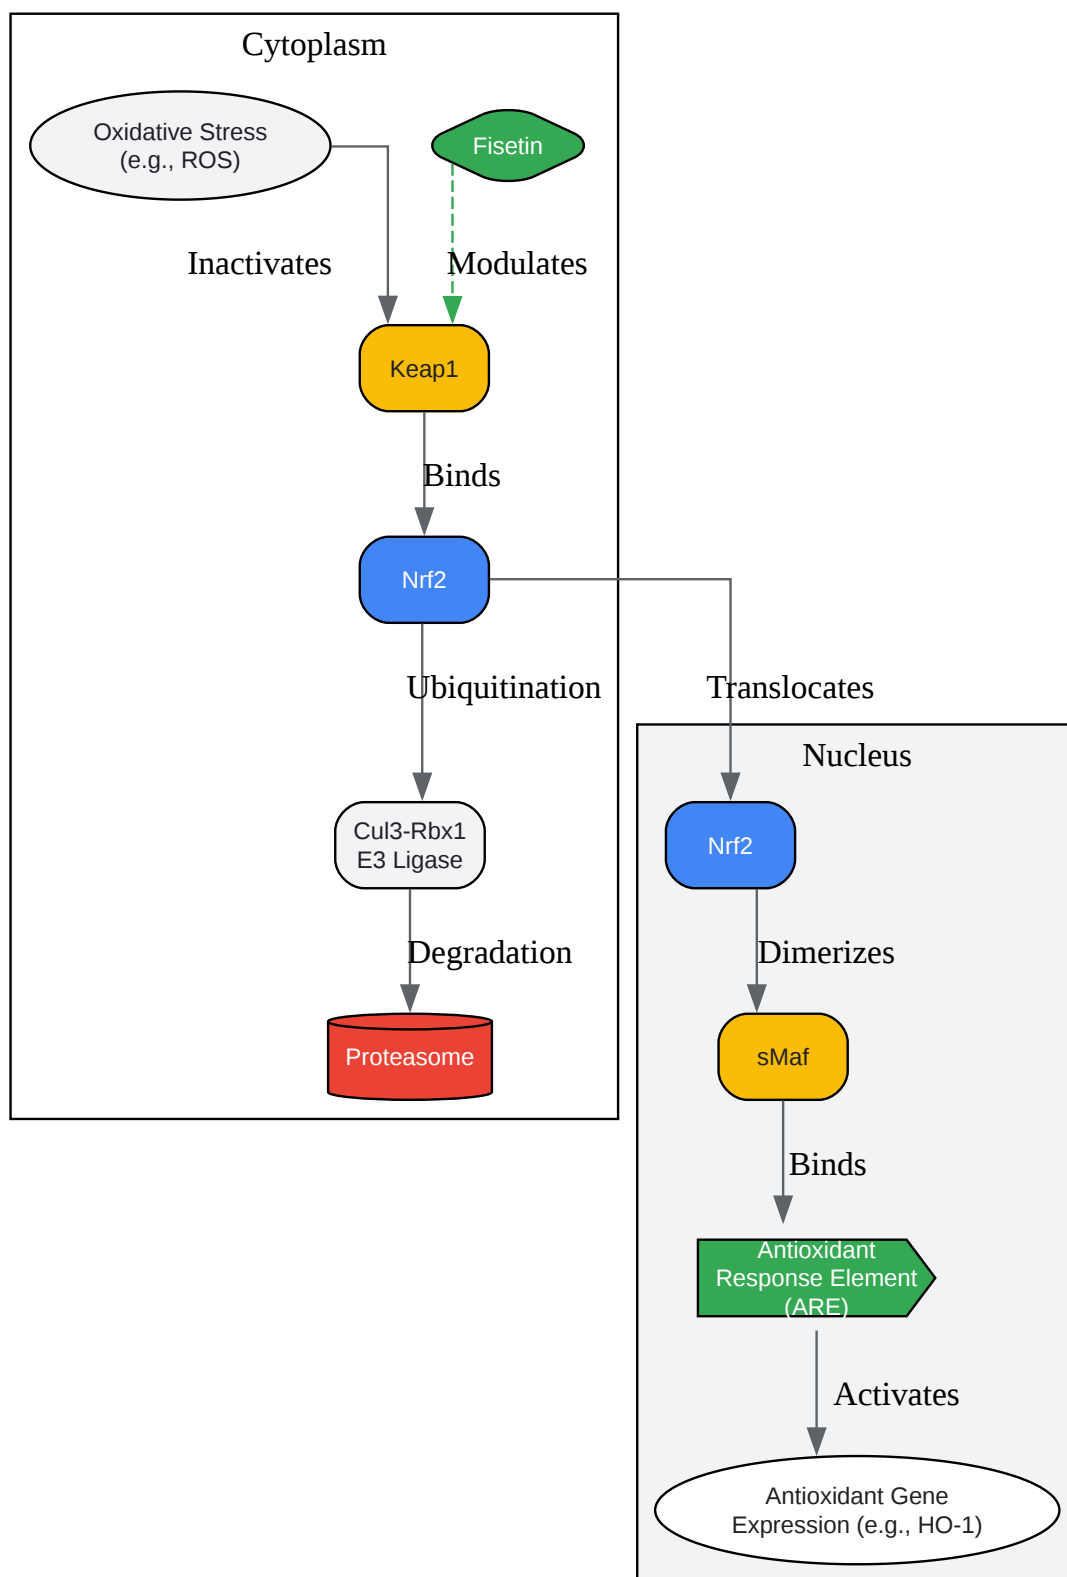 Cytoplasm
Oxidative Stress
(e.g., ROS)
Fisetin
Inactivates
Modulates
Keap1
Binds
Nrf2
Ubiquitination
Translocates
Nucleus
Cul3-Rbx1
E3 Ligase
Nrf2
Degradation
Dimerizes
Proteasome
sMaf
Binds
Antioxidant
Response Element
(ARE)
Activates
Antioxidant Gene
Expression (e.g., HO-1)